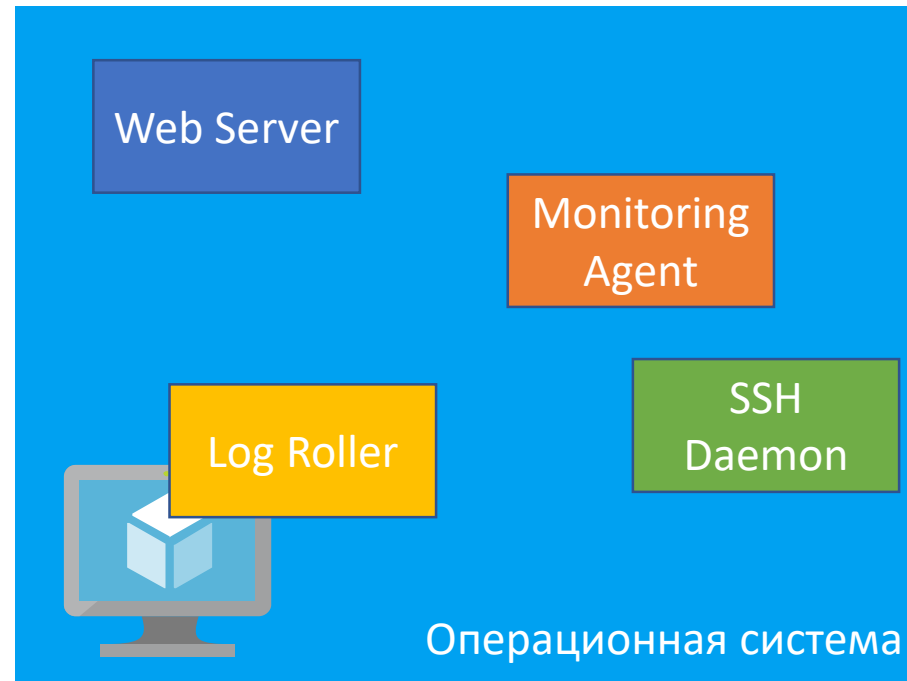 Web Server
Monitoring
Agent
SSH
Daemon
Log Roller
Операционная система